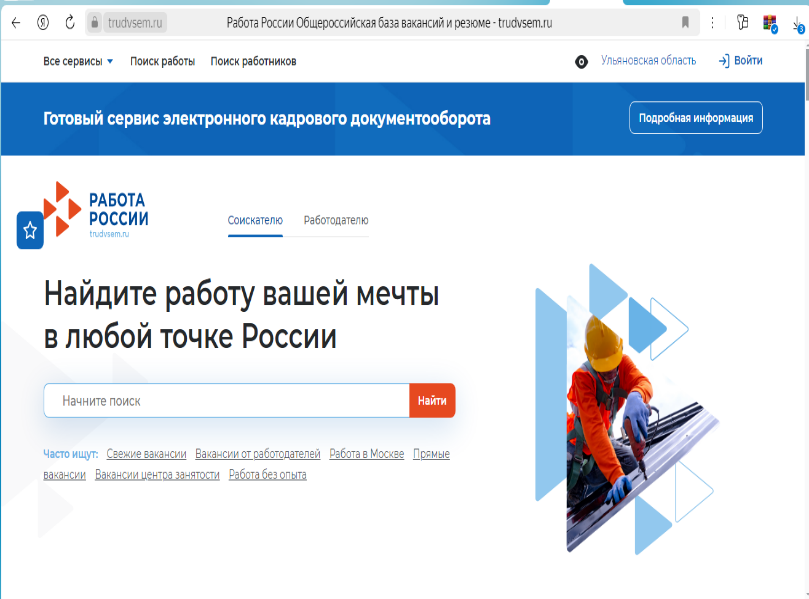 trudvsem.ru Работа России Общероссийская база вакансий и резюме - trudvsem.ru
Все сервисы Поиск работы Поиск работников Ульяновская область Войти
Готовый сервис электронного кадрового документооборота Подробная информация
РАБОТА
РОССИИ
trudvsem.ru
Соискателю Работодателю
Найдите работу вашей мечты
в любой точке России
Начните поиск Найти
Часто ищут: Свежие вакансии Вакансии от работодателей Работа в Москве Прямые
вакансии Вакансии центра занятости Работа без опыта